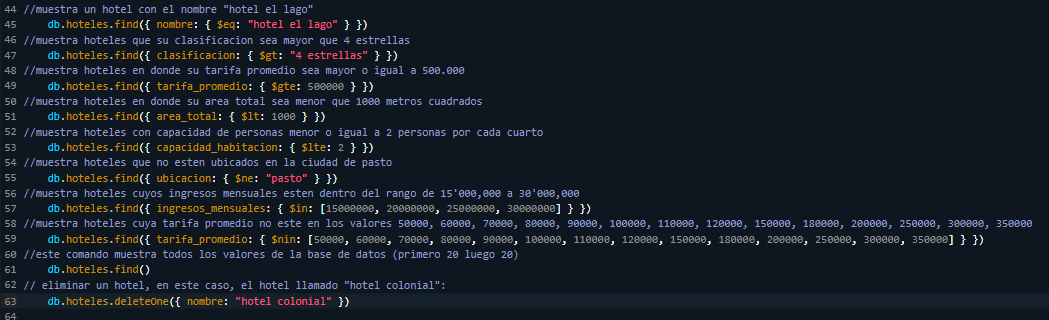 44 //muestra un hotel con el nombre "hotel el lago"
45 db.hoteles.find({ nombre: { $eq: "hotel el lago" } })
46 //muestra hoteles que su clasificacion sea mayor que 4 estrellas
47 db.hoteles.find({ clasificacion: { $gt: "4 estrellas" } })
48 //muestra hoteles en donde su tarifa promedio sea mayor o igual a 500.000
49 db.hoteles.find({ tarifa_promedio: { $gte: 500000 } })
50 //muestra hoteles en donde su area total sea menor que 1000 metros cuadrados
51 db.hoteles.find({ area_total: { $lt: 1000 } })
52 //muestra hoteles con capacidad de personas menor o igual a 2 personas por cada cuarto
53 db.hoteles.find({ capacidad_habitacion: { $lte: 2 } })
54 //muestra hoteles que no esten ubicados en la ciudad de pasto
55 db.hoteles.find({ ubicacion: { $ne: "pasto" } })
56 //muestra hoteles cuyos ingresos mensuales esten dentro del rango de 15'000,000 a 30'000,000
57 db.hoteles.find({ ingresos_mensuales: { $in: [15000000, 20000000, 25000000, 30000000] } })
58 //muestra hoteles cuya tarifa promedio no este en los valores 50000, 60000, 70000, 80000, 90000, 100000, 110000, 120000, 150000, 180000, 200000, 250000, 300000, 350000
59 db.hoteles.find({ tarifa_promedio: { $nin: [50000, 60000, 70000, 80000, 90000, 100000, 110000, 120000, 150000, 180000, 200000, 250000, 300000, 350000] } })
60 //este comando muestra todos los valores de la base de datos (primero 20 luego 20)
61 db.hoteles.find()
62 // eliminar un hotel, en este caso, el hotel llamado "hotel colonial":
63 db.hoteles.deleteOne({ nombre: "hotel colonial" })
64